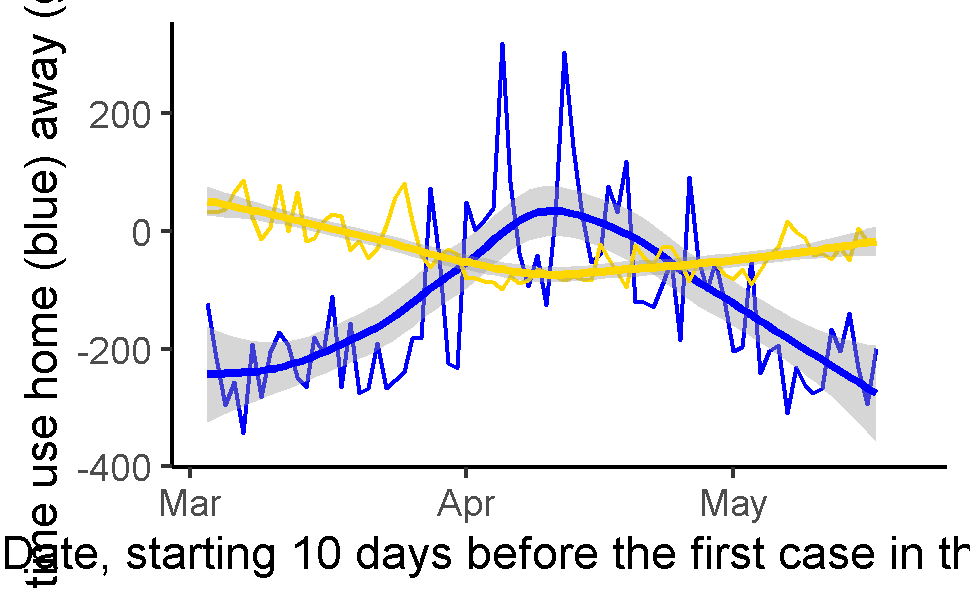 time use home (blue) away (
200
0
-200
-400
Mar Apr May
Date, starting 10 days before the first case in th